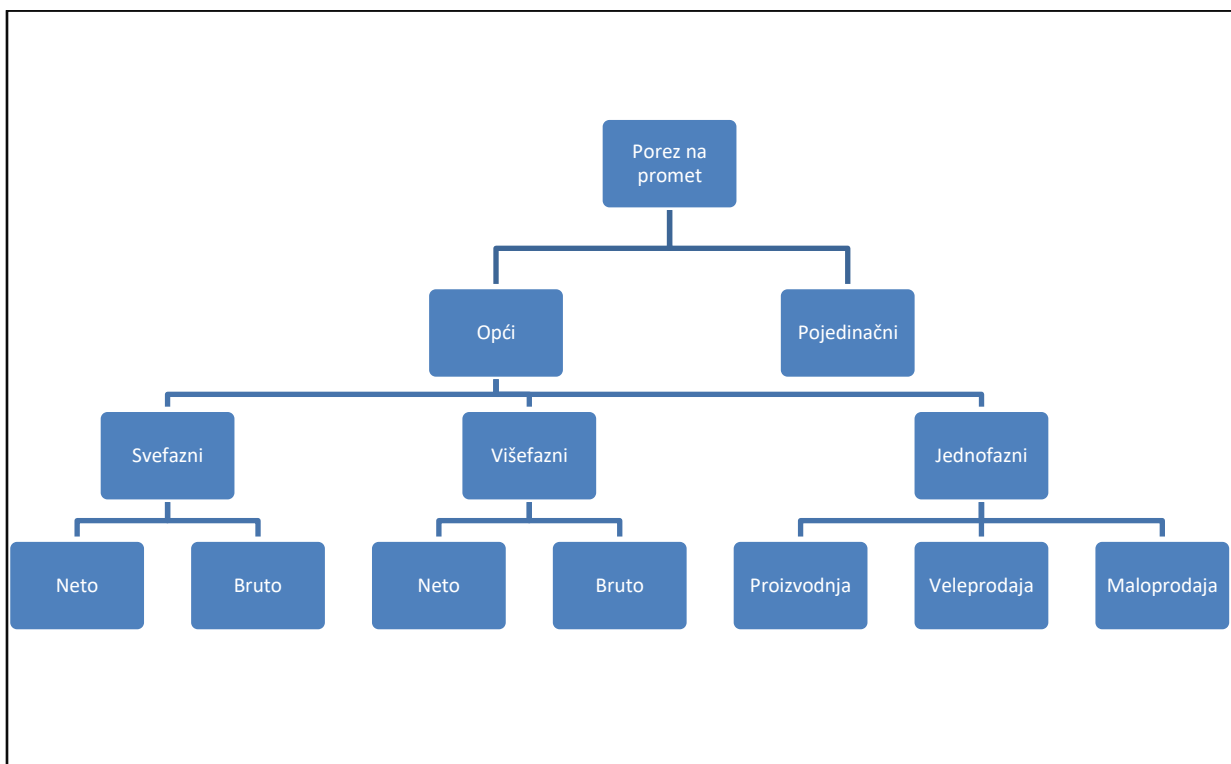 Porez na
promet
Opći
Pojedinačni
Svefazni
Višefazni
Jednofazni
Neto
Bruto
Neto
Bruto
Proizvodnja
Veleprodaja
Maloprodaja